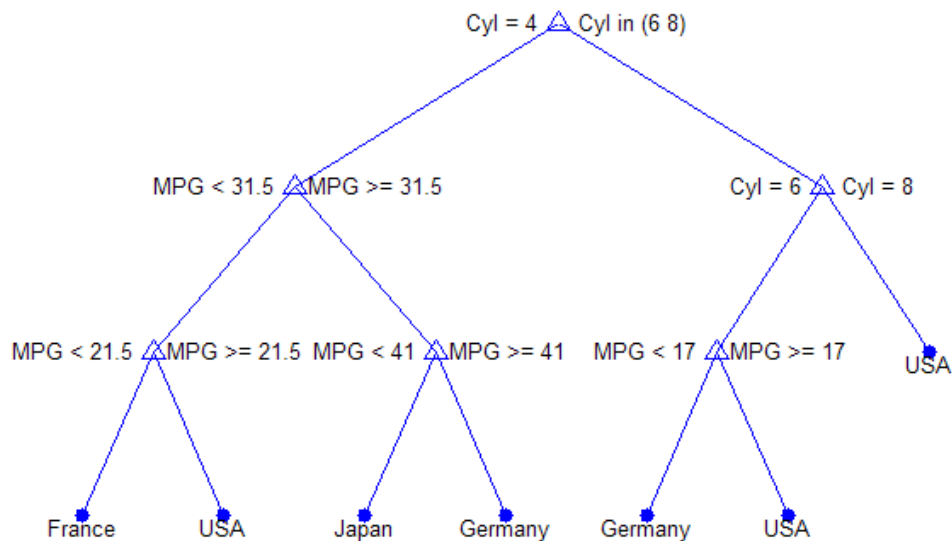 Cyl = 4 Cyl in (6 8)
MPG < 31.5 MPG >= 31.5 Cyl = 6 Cyl = 8
MPG < 21.5 MPG >= 21.5 MPG < 41 MPG >= 41 MPG < 17 MPG >= 17 USA
France USA Japan Germany Germany USA